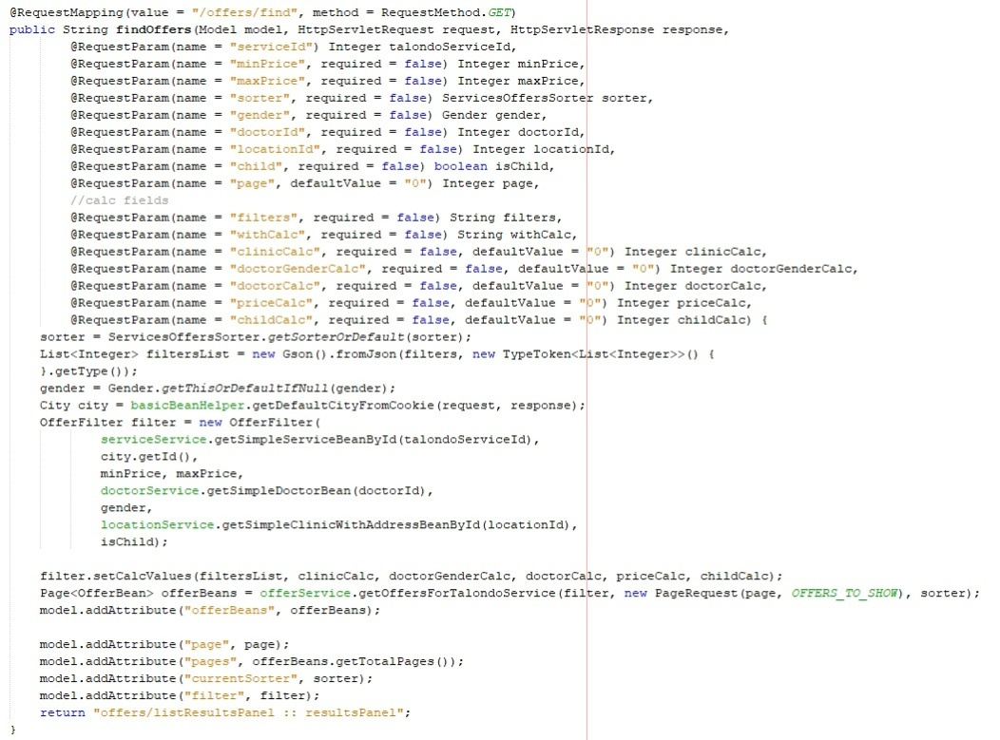 @RequestMapping(value = "/offers/find", method = RequestMethod.GET)
public String findOffers(Model model, HttpServletRequest request, HttpServletResponse response,
@RequestParam(name = "serviceId") Integer talondoServiceId,
@RequestParam(name = "minPrice", required = false) Integer minPrice,
@RequestParam(name = "maxPrice", required = false) Integer maxPrice,
@RequestParam(name = "sorter", required = false) ServicesOffersSorter sorter,
@RequestParam(name = "gender", required = false) Gender gender,
@RequestParam(name = "doctorId", required = false) Integer doctorId,
@RequestParam(name = "locationId", required = false) Integer locationId,
@RequestParam(name = "child", required = false) boolean isChild,
@RequestParam(name = "page", defaultValue = "0") Integer page,
//calc fields
@RequestParam(name = "filters", required = false) String filters,
@RequestParam(name = "withCalc", required = false) String withCalc,
@RequestParam(name = "clinicCalc", required = false, defaultValue = "0") Integer clinicCalc,
@RequestParam(name = "doctorGenderCalc", required = false, defaultValue = "0") Integer doctorGenderCalc,
@RequestParam(name = "doctorCalc", required = false, defaultValue = "0") Integer doctorCalc,
@RequestParam(name = "priceCalc", required = false, defaultValue = "0") Integer priceCalc,
@RequestParam(name = "childCalc", required = false, defaultValue = "0") Integer childCalc) {
sorter = ServicesOffersSorter.getSorterOrDefault(sorter);
List<Integer> filtersList = new Gson().fromJson(filters, new TypeToken<List<Integer>>() {
}.getType());
gender = Gender.getThisOrDefaultIfNull(gender);
City city = basicBeanHelper.getDefaultCityFromCookie(request, response);
OfferFilter filter = new OfferFilter(
serviceService.getSimpleServiceBeanById(talondoServiceId),
city.getId(),
minPrice, maxPrice,
doctorService.getSimpleDoctorBean(doctorId),
gender,
locationService.getSimpleClinicWithAddressBeanById(locationId),
isChild);
filter.setCalcValues(filtersList, clinicCalc, doctorGenderCalc, doctorCalc, priceCalc, childCalc);
Page<OfferBean> offerBeans = offerService.getOffersForTalondoService(filter, new PageRequest(page, OFFERS_TO_SHOW), sorter);
model.addAttribute("offerBeans", offerBeans);
model.addAttribute("page", page);
model.addAttribute("pages", offerBeans.getTotalPages());
model.addAttribute("currentSorter", sorter);
model.addAttribute("filter", filter);
return "offers/listResultsPanel :: resultsPanel";
}